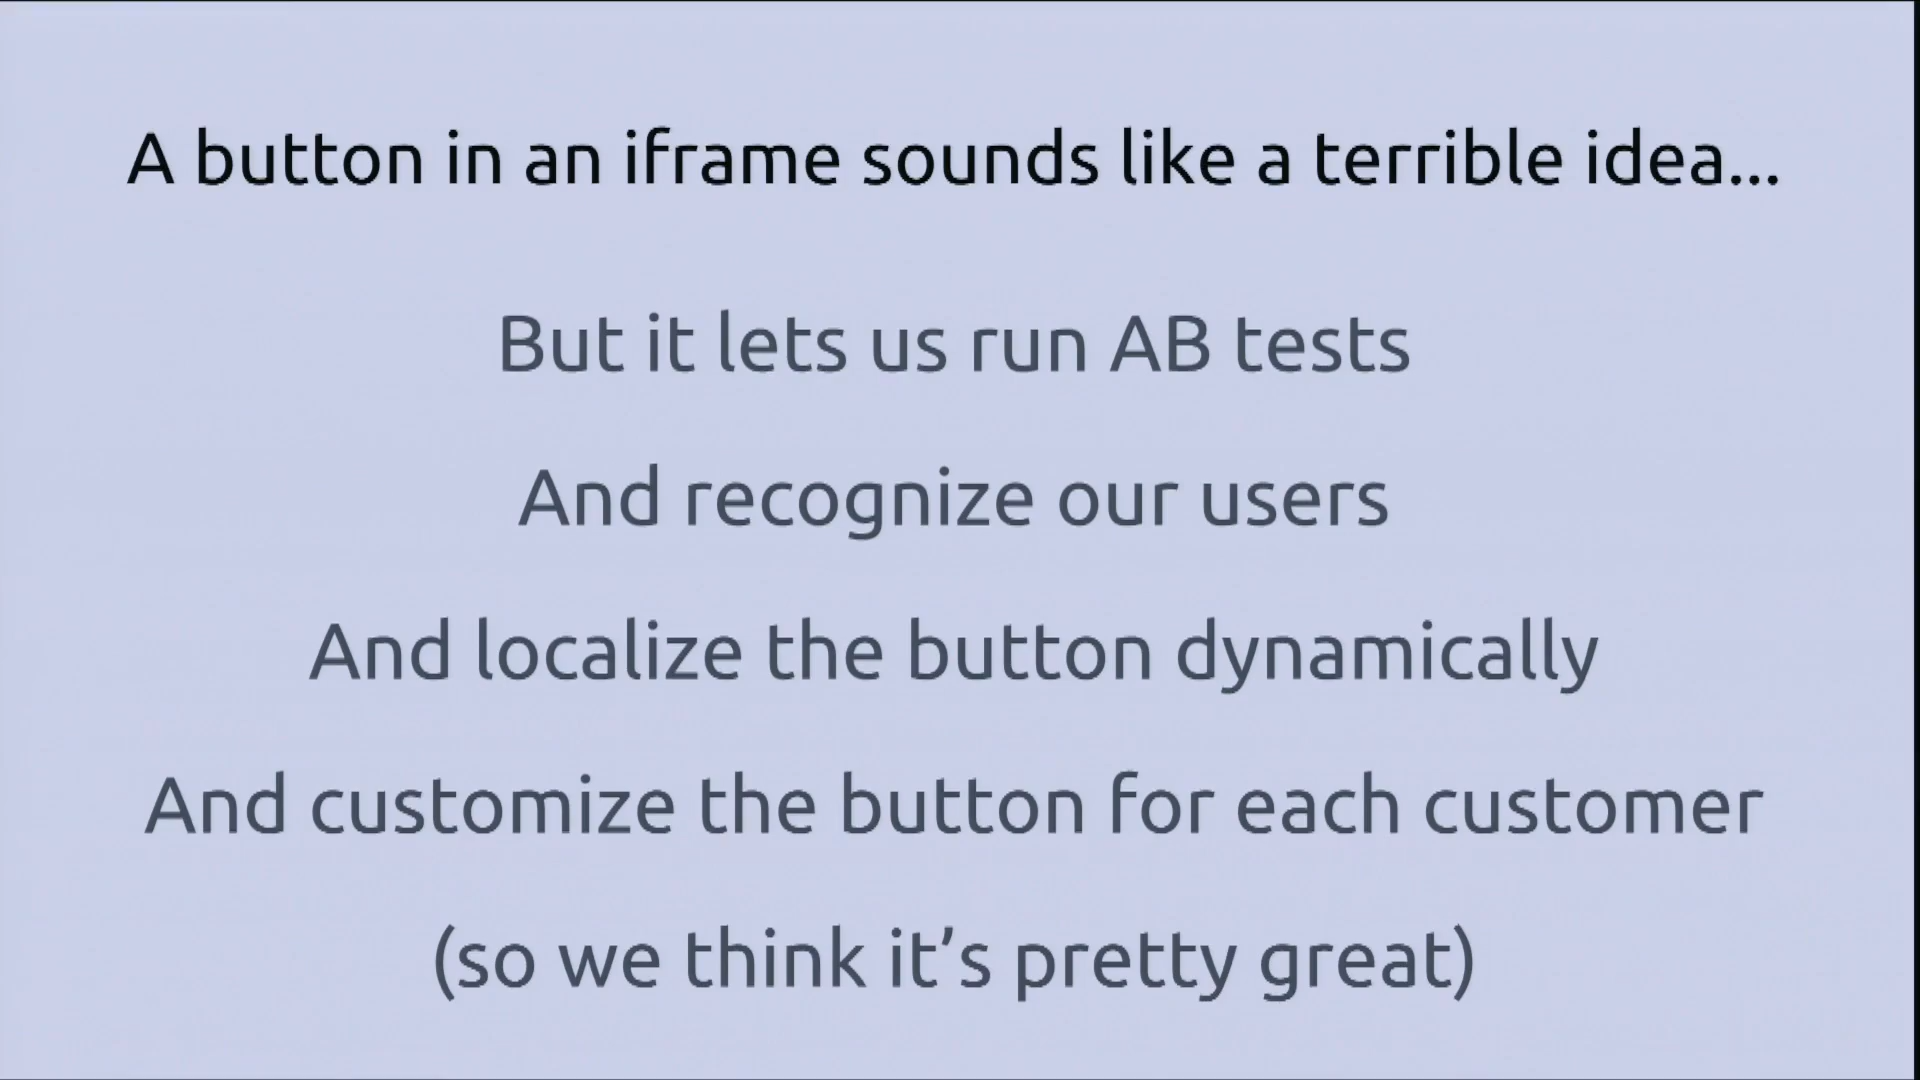 A button in an iframe sounds like a terrible idea...
But it lets us run AB tests
And recognize our users
And localize the button dynamically
And customize the button for each customer
(so we think it’s pretty great)